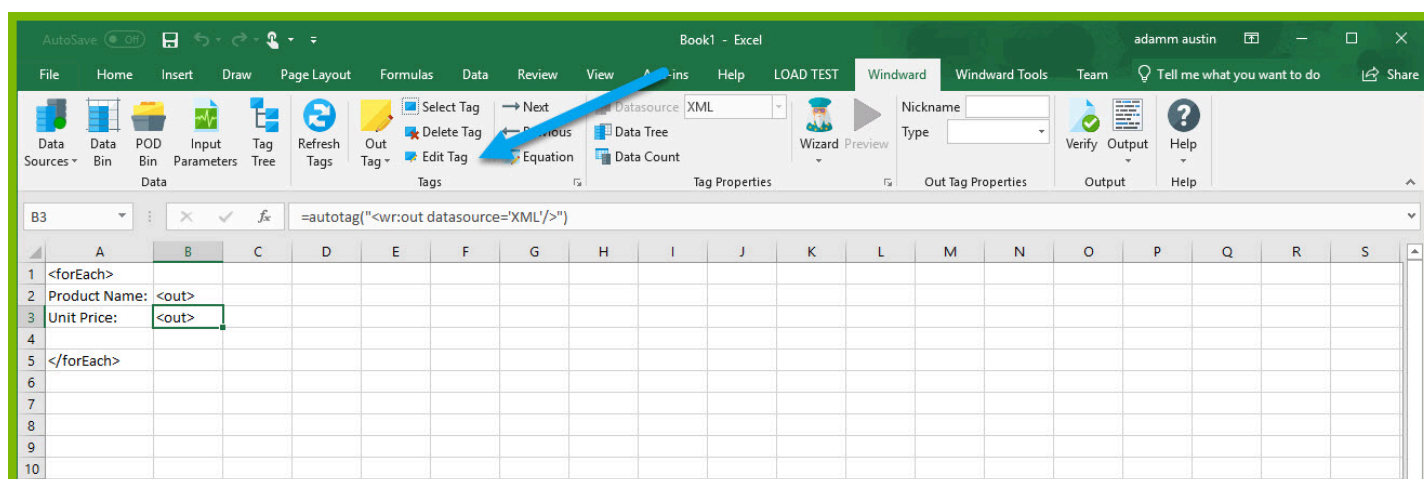 AutoSave Off Book1 - Excel adamm austin
File Home Insert Draw Page Layout Formulas Data Review View Help LOAD TEST Windward Windward Tools Team Tell me what you want to do Share
Select Tag Next Datasource XML Nickname
Delete Tag Previous Data Tree Type
Edit Tag Equation Data Count
Data Sources Data Bin POD Bin Input Parameters Tag Tree Refresh Tags Out Tag Wizard Preview Verify Output Help
Data Tags Tag Properties Out Tag Properties Output Help
B3 fx =autotag("<wr:out datasource='XML'/>")
A B C D E F G H I J K L M N O P Q R S
1 <forEach>
2 Product Name: <out>
3 Unit Price: <out>
4
5 </forEach>
6
7
8
9
10